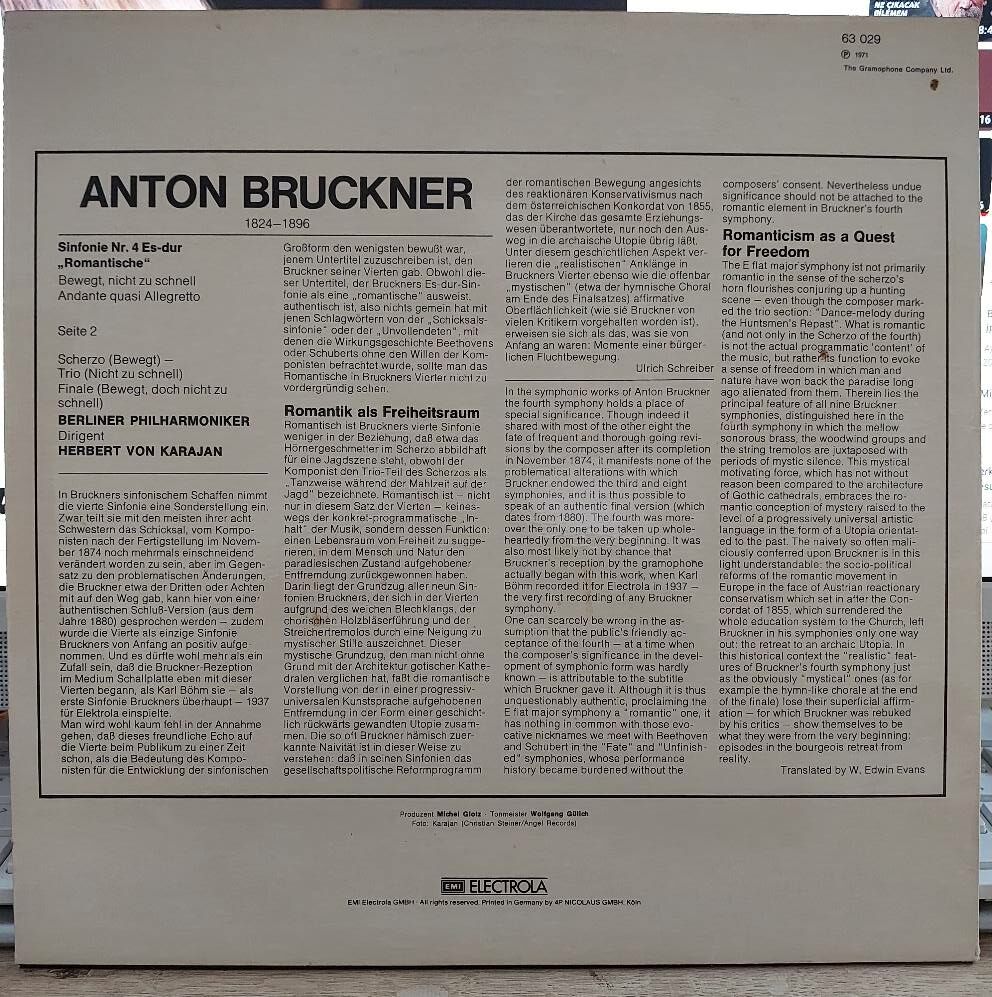 NE ÇIKACAK
BİLEMEM
63 029
Ⓟ 1971
The Gramophone Company Ltd.
ANTON BRUCKNER
1824–1896
Sinfonie Nr. 4 Es-dur
„Romantische“
Bewegt, nicht zu schnell
Andante quasi Allegretto
Seite 2
Scherzo (Bewegt) –
Trio (Nicht zu schnell)
Finale (Bewegt, doch nicht zu
schnell)
BERLINER PHILHARMONIKER
Dirigent
HERBERT VON KARAJAN
In Bruckners sinfonischem Schaffen nimmt
die vierte Sinfonie eine Sonderstellung ein.
Zwar teilt sie mit den meisten ihrer acht
Schwestern das Schicksal, vom Kompo-
nisten nach der Fertigstellung im Novem-
ber 1874 noch mehrmals einschneidend
verändert worden zu sein, aber im Gegen-
satz zu den problematischen Änderungen,
die Bruckner etwa der Dritten oder Achten
mit auf den Weg gab, kann hier von einer
authentischen Schluß-Version (aus dem
Jahre 1880) gesprochen werden – zudem
wurde die Vierte als einzige Sinfonie
Bruckners von Anfang an positiv aufge-
nommen. Und es dürfte wohl mehr als ein
Zufall sein, daß die Bruckner-Rezeption
im Medium Schallplatte eben mit dieser
Vierten begann, als Karl Böhm sie – als
erste Sinfonie Bruckners überhaupt – 1937
für Elektrola einspielte.
Man wird wohl kaum fehl in der Annahme
gehen, daß dieses freundliche Echo auf
die Vierte beim Publikum zu einer Zeit
schon, als die Bedeutung des Kompo-
nisten für die Entwicklung der sinfonischen
Großform den wenigsten bewußt war,
jenem Untertitel zuzuschreiben ist, den
Bruckner seiner Vierten gab. Obwohl die-
ser Untertitel, der Bruckners Es-dur-Sin-
fonie als eine „romantische“ ausweist,
authentisch ist, also nichts gemein hat mit
jenen Schlagwörtern von der „Schicksals-
sinfonie“ oder der „Unvollendeten“, mit
denen die Wirkungsgeschichte Beethovens
oder Schuberts ohne den Willen der Kom-
ponisten befrachtet wurde, sollte man das
Romantische in Bruckners Vierter nicht zu
vordergründig sehen.
Romantik als Freiheitsraum
Romantisch ist Bruckners vierte Sinfonie
weniger in der Beziehung, daß etwa das
Hörnergeschmetter im Scherzo abbildhaft
für eine Jagdszene steht, obwohl der
Komponist den Trio-Teil des Scherzos als
„Tanzweise während der Mahlzeit auf der
Jagd“ bezeichnete. Romantisch ist – nicht
nur in diesem Satz der Vierten – keines-
wegs der konkret-programmatische „In-
halt“ der Musik, sondern dessen Funktion:
einen Lebensraum von Freiheit zu sugge-
rieren, in dem Mensch und Natur den
paradiesischen Zustand aufgehobener
Entfremdung zurückgewonnen haben.
Darin liegt der Grundzug aller neun Sin-
fonien Bruckners, der sich in der Vierten
aufgrund des weichen Blechklangs, der
chorischen Holzbläserführung und der
Streichertremolos durch eine Neigung zu
mystischer Stille auszeichnet. Dieser
mystische Grundzug, den man nicht ohne
Grund mit der Architektur gotischer Kathe-
dralen verglichen hat, faßt die romantische
Vorstellung von der in einer progressiv-
universalen Kunstsprache aufgehobenen
Entfremdung in der Form einer geschicht-
lich rückwärts gewandten Utopie zusam-
men. Die so oft Bruckner hämisch zuer-
kannte Naivität ist in dieser Weise zu
verstehen: daß in seinen Sinfonien das
gesellschaftspolitische Reformprogramm
der romantischen Bewegung angesichts
des reaktionären Konservativismus nach
dem österreichischen Konkordat von 1855,
das der Kirche das gesamte Erziehungs-
wesen überantwortete, nur noch den Aus-
weg in die archaische Utopie übrig läßt.
Unter diesem geschichtlichen Aspekt ver-
lieren die „realistischen“ Anklänge in
Bruckners Vierter ebenso wie die offenbar
„mystischen“ (etwa der hymnische Choral
am Ende des Finalsatzes) affirmative
Oberflächlichkeit (wie sie Bruckner von
vielen Kritikern vorgehalten worden ist),
erweisen sich als das, was sie von
Anfang an waren: Momente einer bürger-
lichen Fluchtbewegung.
Ulrich Schreiber
In the symphonic works of Anton Bruckner
the fourth symphony holds a place of
special significance. Though indeed it
shared with most of the other eight the
fate of frequent and thorough going revi-
sions by the composer after its completion
in November 1874, it manifests none of the
problematical alterations with which
Bruckner endowed the third and eight
symphonies, and it is thus possible to
speak of an authentic final version (which
dates from 1880). The fourth was more-
over the only one to be taken up whole-
heartedly from the very beginning. It was
also most likely not by chance that
Bruckner's reception by the gramophone
actually began with this work, when Karl
Böhm recorded it for Electrola in 1937 –
the very first recording of any Bruckner
symphony.
One can scarcely be wrong in the as-
sumption that the public's friendly ac-
ceptance of the fourth – at a time when
the composer's significance in the devel-
opment of symphonic form was hardly
known – is attributable to the subtitle
which Bruckner gave it. Although it is thus
unquestionably authentic, proclaiming the
E flat major symphony a "romantic" one, it
has nothing in common with those evo-
cative nicknames we meet with Beethoven
and Schubert in the "Fate" and "Unfinish-
ed" symphonies, whose performance
history became burdened without the
composers' consent. Nevertheless undue
significance should not be attached to the
romantic element in Bruckner's fourth
symphony.
Romanticism as a Quest
for Freedom
The E flat major symphony ist not primarily
romantic in the sense of the scherzo's
horn flourishes conjuring up a hunting
scene – even though the composer mark-
ed the trio section: "Dance-melody during
the Huntsmen's Repast". What is romantic
(and not only in the Scherzo of the fourth)
is not the actual programmatic 'content' of
the music, but rather its function to evoke
a sense of freedom in which man and
nature have won back the paradise long
ago alienated from them. Therein lies the
principal feature of all nine Bruckner
symphonies, distinguished here in the
fourth symphony in which the mellow
sonorous brass, the woodwind groups and
the string tremolos are juxtaposed with
periods of mystic silence. This mystical
motivating force, which has not without
reason been compared to the architecture
of Gothic cathedrals, embraces the ro-
mantic conception of mystery raised to the
level of a progressively universal artistic
language in the form of a Utopia orientat-
ed to the past. The naively so often mali-
ciously conferred upon Bruckner is in this
light understandable: the socio-political
reforms of the romantic movement in
Europe in the face of Austrian reactionary
conservatism which set in after the Con-
cordat of 1855, which surrendered the
whole education system to the Church, left
Bruckner in his symphonies only one way
out: the retreat to an archaic Utopia. In
this historical context the "realistic" feat-
ures of Bruckner's fourth symphony just
as the obviously "mystical" ones (as for
example the hymn-like chorale at the end
of the finale) lose their superficial affirm-
ation – for which Bruckner was rebuked
by his critics – show themselves to be
what they were from the very beginning:
episodes in the bourgeois retreat from
reality.
Translated by W. Edwin Evans
Produzent Michel Glotz · Tonmeister Wolfgang Gülich
Foto: Karajan (Christian Steiner/Angel Records)
EMI ELECTROLA
EMI Electrola GMBH · All rights reserved. Printed in Germany by 4P NICOLAUS GMBH, Köln